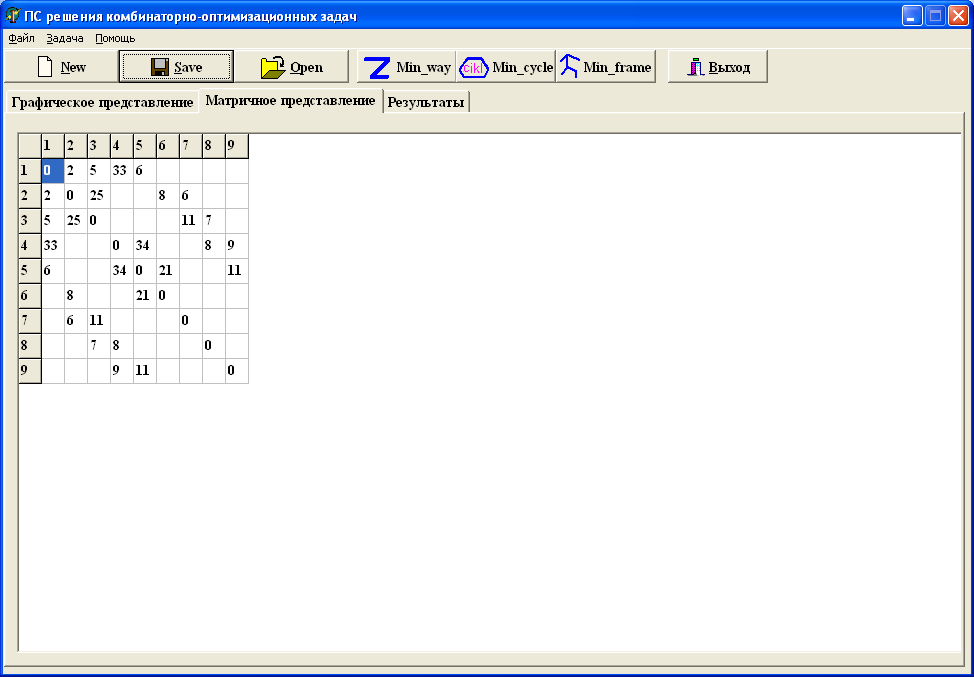 ПС решения комбинаторно-оптимизационных задач
Файл Задача Помощь
New Save Open Min_way cikl Min_cycle Min_frame Выход
Графическое представление Матричное представление Результаты
1 2 3 4 5 6 7 8 9
1 0 2 5 33 6
2 2 0 25 8 6
3 5 25 0 11 7
4 33 0 34 8 9
5 6 34 0 21 11
6 8 21 0
7 6 11 0
8 7 8 0
9 9 11 0